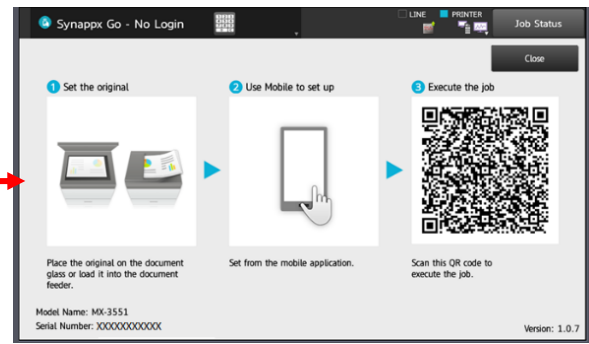 Synappx Go - No Login
LINE
PRINTER
Job Status
Close
1 Set the original
2 Use Mobile to set up
3 Execute the job
Place the original on the document
glass or load it into the document
feeder.
Set from the mobile application.
Scan this QR code to
execute the job.
Model Name: MX-3551
Serial Number: XXXXXXXXXXX
Version: 1.0.7